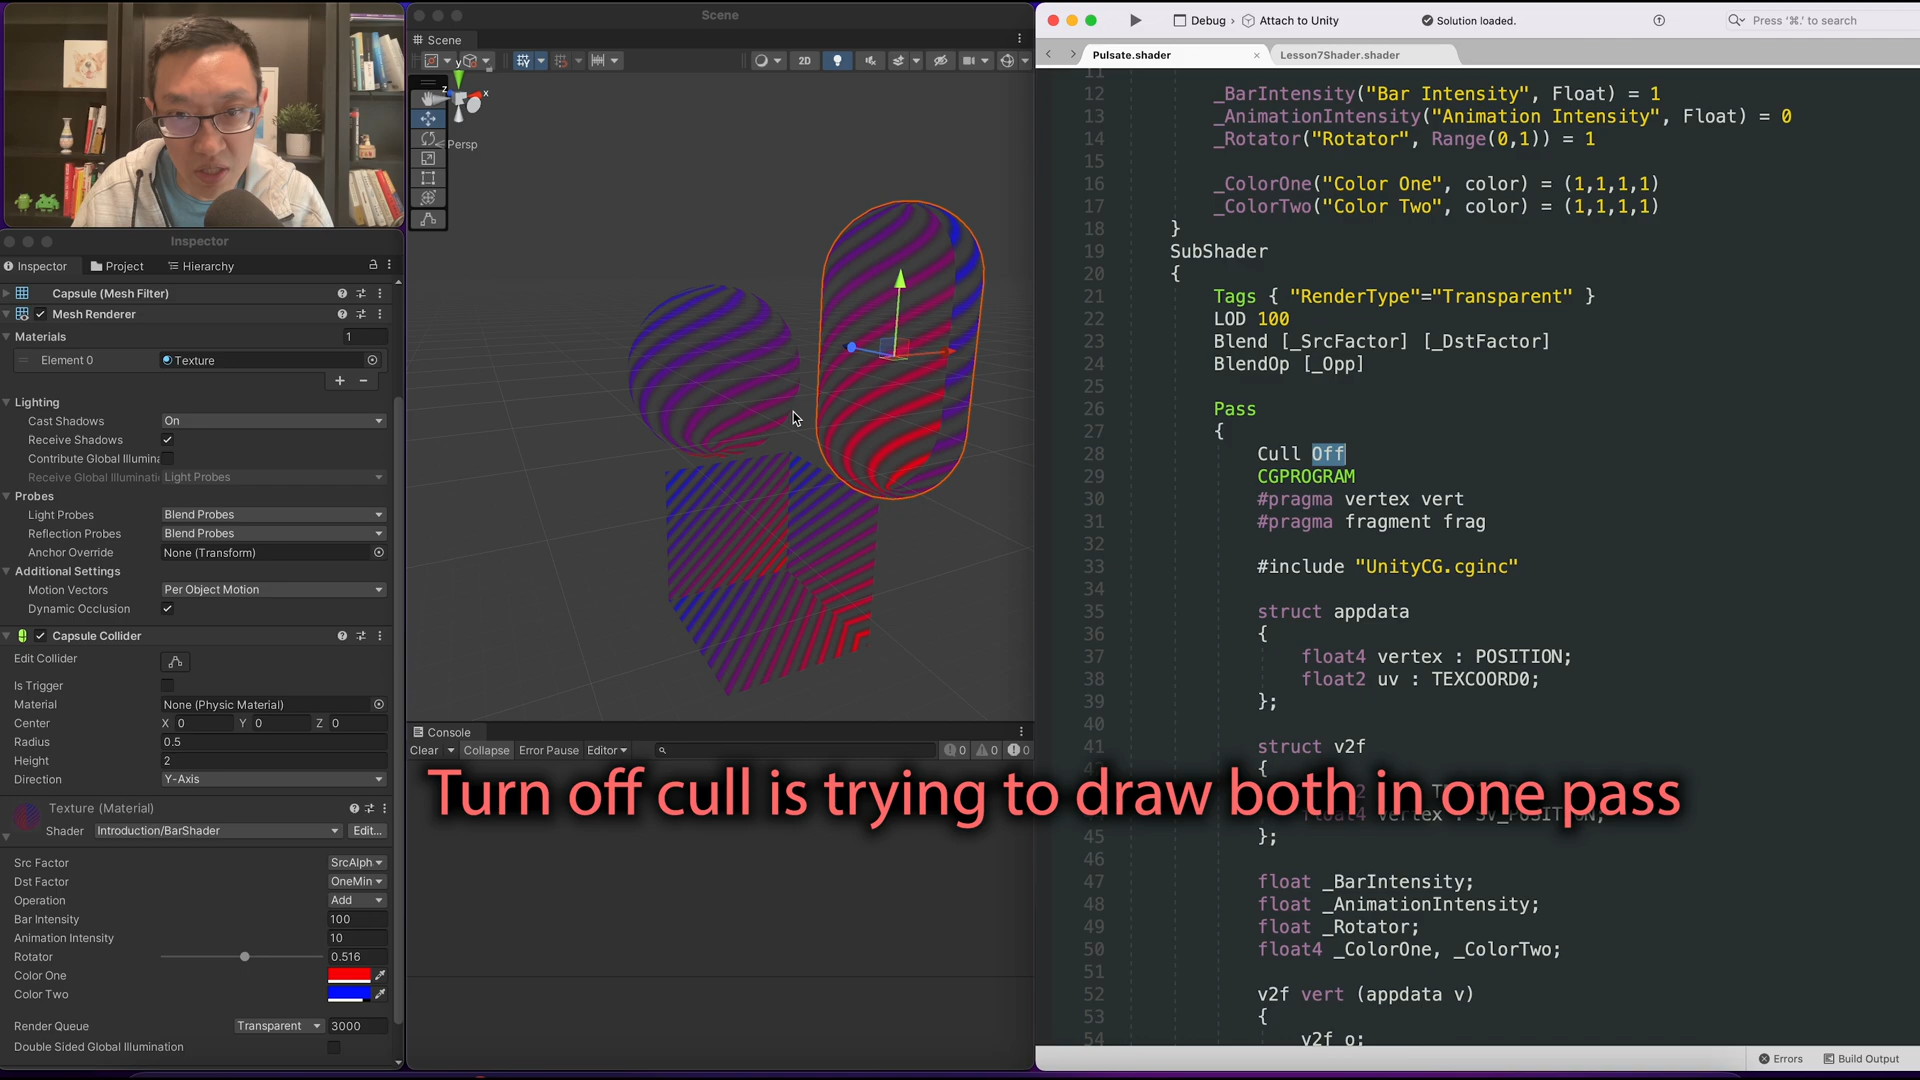 Scene
Scene
2D
y
z
x
Persp
Inspector
Inspector
Project
Hierarchy
Capsule (Mesh Filter)
Mesh Renderer
Materials
1
Element 0
Texture
Lighting
Cast Shadows
On
Receive Shadows
Contribute Global Illumina
Receive Global Illuminati
Light Probes
Probes
Light Probes
Blend Probes
Reflection Probes
Blend Probes
Anchor Override
None (Transform)
Additional Settings
Motion Vectors
Per Object Motion
Dynamic Occlusion
Capsule Collider
Edit Collider
Is Trigger
Material
None (Physic Material)
Center
X 0
Y 0
Z 0
Radius
0.5
Height
2
Direction
Y-Axis
Texture (Material)
Shader
Introduction/BarShader
Edit...
Src Factor
SrcAlph
Dst Factor
OneMin
Operation
Add
Bar Intensity
100
Animation Intensity
10
Rotator
0.516
Color One
Color Two
Render Queue
Transparent
3000
Double Sided Global Illumination
Console
Clear
Collapse
Error Pause
Editor
0
0
0
Turn off cull is trying to draw both in one pass
Debug
Attach to Unity
Solution loaded.
Press ‘⌘.’ to search
Pulsate.shader
Lesson7Shader.shader
11
12 _BarIntensity("Bar Intensity", Float) = 1
13 _AnimationIntensity("Animation Intensity", Float) = 0
14 _Rotator("Rotator", Range(0,1)) = 1
15
16 _ColorOne("Color One", color) = (1,1,1,1)
17 _ColorTwo("Color Two", color) = (1,1,1,1)
18 }
19 SubShader
20 {
21 Tags { "RenderType"="Transparent" }
22 LOD 100
23 Blend [_SrcFactor] [_DstFactor]
24 BlendOp [_Opp]
25
26 Pass
27 {
28 Cull Off
29 CGPROGRAM
30 #pragma vertex vert
31 #pragma fragment frag
32
33 #include "UnityCG.cginc"
34
35 struct appdata
36 {
37 float4 vertex : POSITION;
38 float2 uv : TEXCOORD0;
39 };
40
41 struct v2f
{
float4 vertex : SV_POSITION;
45 };
46
47 float _BarIntensity;
48 float _AnimationIntensity;
49 float _Rotator;
50 float4 _ColorOne, _ColorTwo;
51
52 v2f vert (appdata v)
53 {
54 v2f o;
Errors
Build Output